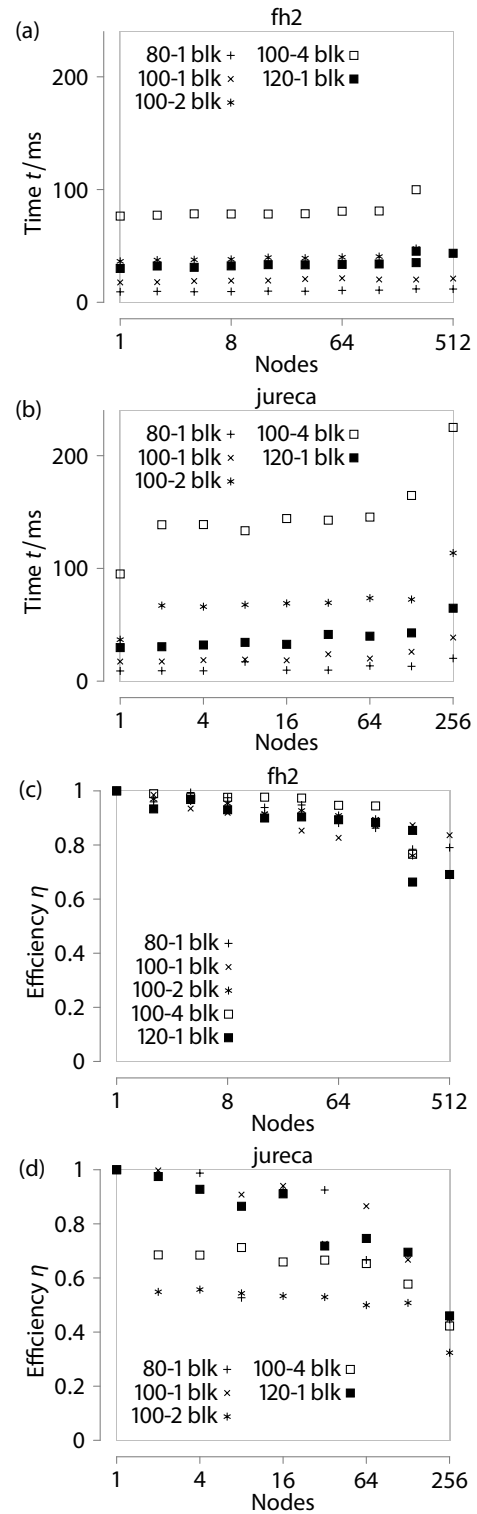 fh2
(a)
80-1 blk 100-4 blk
100-1 blk 120-1 blk
100-2 blk
200
100
0
Time t/ms
1 8 64 512
Nodes
jureca
(b)
80-1 blk 100-4 blk
100-1 blk 120-1 blk
100-2 blk
200
100
0
Time t/ms
1 4 16 64 256
Nodes
fh2
(c)
1
0.8
0.6
0.4
0.2
0
Efficiency η
80-1 blk
100-1 blk
100-2 blk
100-4 blk
120-1 blk
1 8 64 512
Nodes
jureca
(d)
1
0.8
0.6
0.4
0.2
0
Efficiency η
80-1 blk 100-4 blk
100-1 blk 120-1 blk
100-2 blk
1 4 16 64 256
Nodes